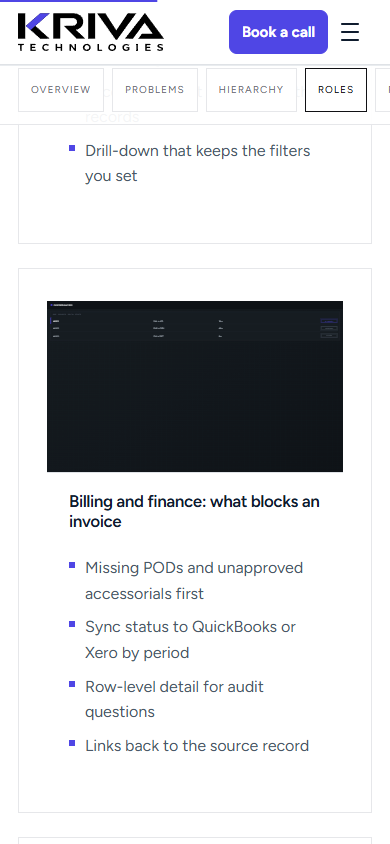 KRIVA
TECHNOLOGIES
Book a call
OVERVIEW
PROBLEMS
HIERARCHY
ROLES
records.
Drill-down that keeps the filters
you set
Billing and finance: what blocks an
invoice
Missing PODs and unapproved
accessorials first
Sync status to QuickBooks or
Xero by period
Row-level detail for audit
questions
Links back to the source record